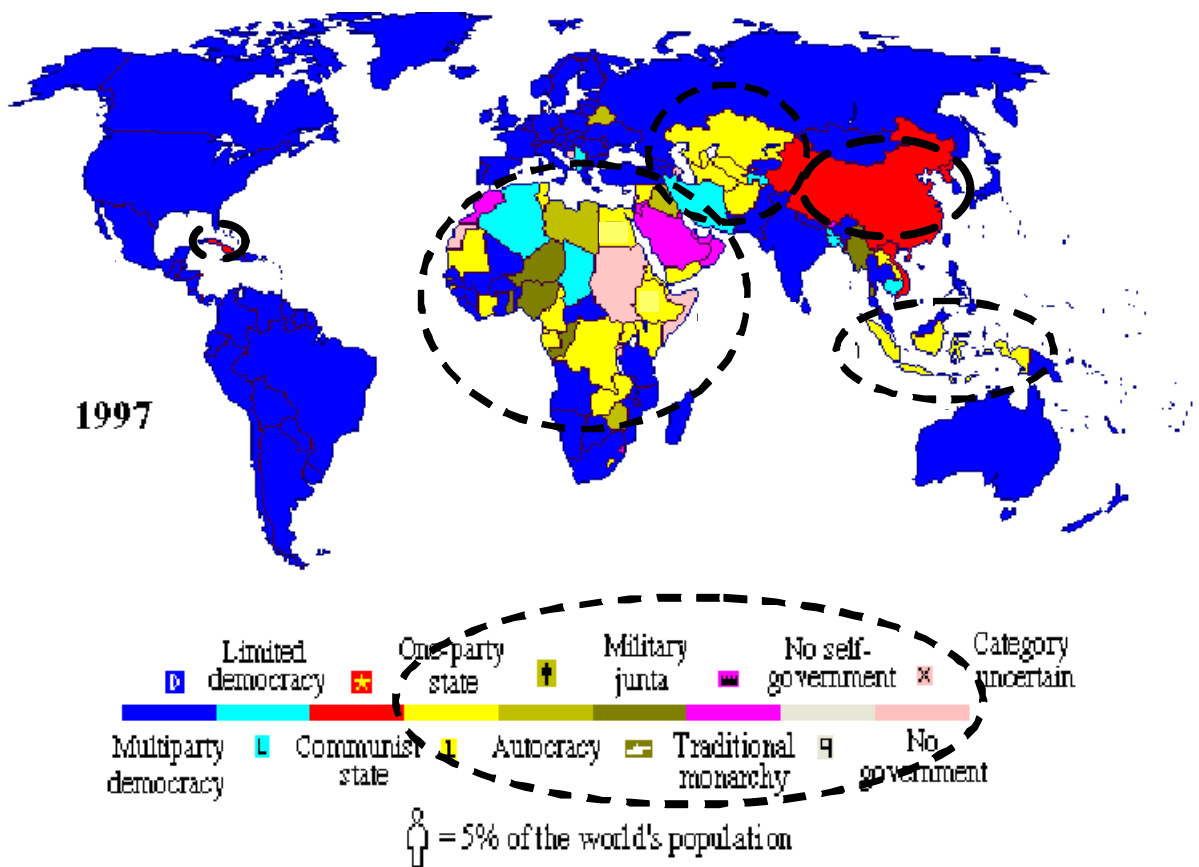 1997
Limited
democracy
One-party
state
Military
junta
No self-
government
Category
uncertain
D
L
Multiparty
democracy
Communist
state
1
Autocracy
Traditional
monarchy
No
government
= 5% of the world's population